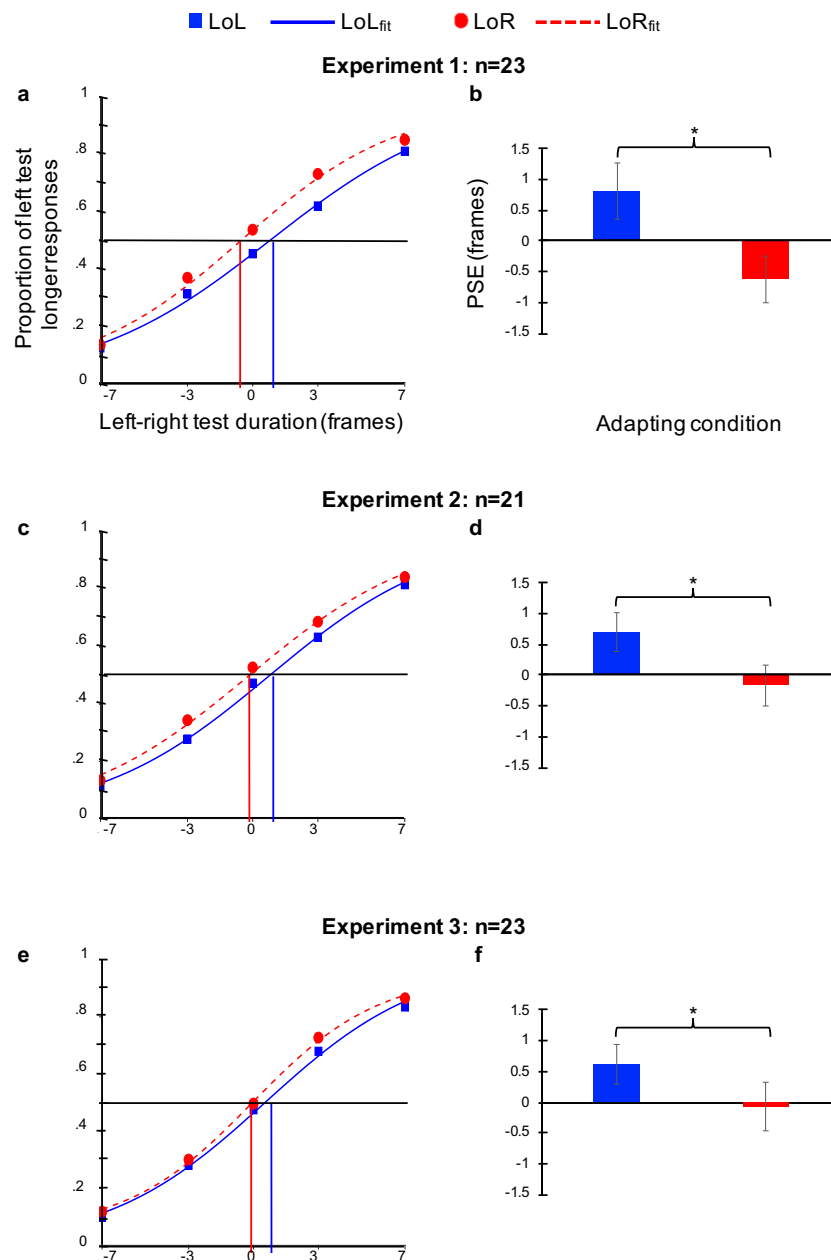 LoL LoLfit LoR LoRfit
Experiment 1: n=23
a b
Proportion of left test
longerresponses
1
.8
.6
.4
.2
0
-7 -3 0 3 7
Left-right test duration (frames)
*
PSE (frames)
1.5
1
0.5
0
-0.5
-1
-1.5
Adapting condition
Experiment 2: n=21
c d
1
.8
.6
.4
.2
0
-7 -3 0 3 7
*
1.5
1
0.5
0
-0.5
-1
-1.5
Experiment 3: n=23
e f
1
.8
.6
.4
.2
0
-7 -3 0 3 7
*
1.5
1
0.5
0
-0.5
-1
-1.5